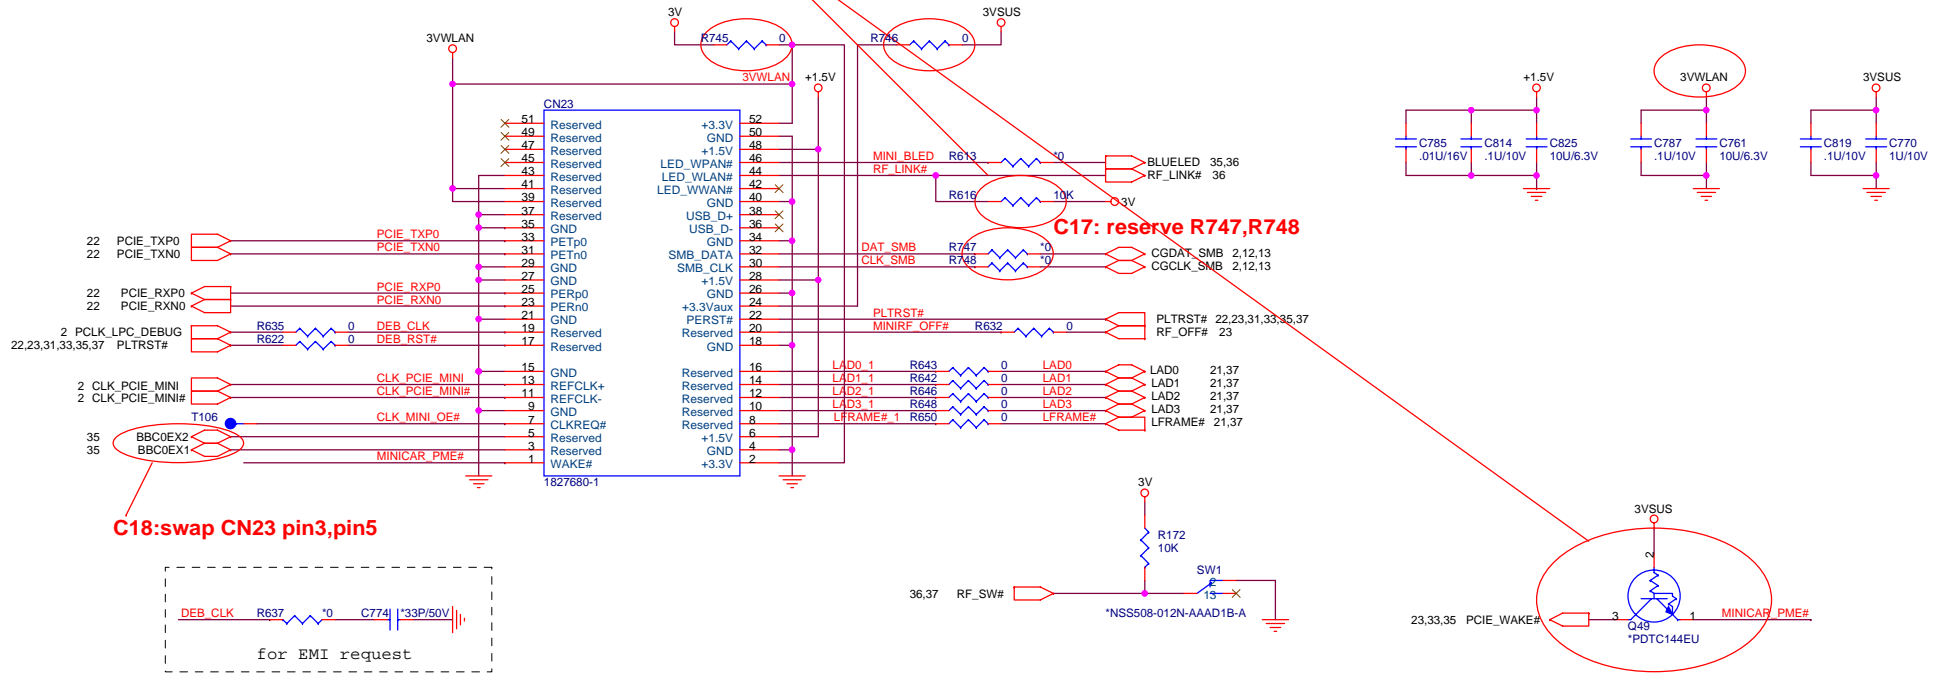 3V
3VSUS
R745 0
R746 0
3VWLAN
3VWLAN
+1.5V
+1.5V
3VWLAN
3VSUS
CN23
C785
.01U/16V
C814
.1U/10V
C825
10U/6.3V
C787
.1U/10V
C761
10U/6.3V
C819
.1U/10V
C770
1U/10V
51 Reserved +3.3V 52
49 Reserved GND 50
47 Reserved +1.5V 48
45 Reserved LED_WPAN# 46 MINI_BLED R613 *0 BLUELED 35,36
43 Reserved LED_WLAN# 44 RF_LINK# RF_LINK# 36
41 Reserved LED_WWAN# 42
39 Reserved GND 40 R616 10K 3V
37 Reserved USB_D+ 38
35 GND USB_D- 36
C17: reserve R747,R748
22 PCIE_TXP0 PCIE_TXP0 33 PETp0 GND 34
22 PCIE_TXN0 PCIE_TXN0 31 PETn0 SMB_DATA 32 DAT_SMB R747 *0 CGDAT_SMB 2,12,13
29 GND SMB_CLK 30 CLK_SMB R748 *0 CGCLK_SMB 2,12,13
27 GND +1.5V 28
22 PCIE_RXP0 PCIE_RXP0 25 PERp0 GND 26
22 PCIE_RXN0 PCIE_RXN0 23 PERn0 +3.3Vaux 24
21 GND PERST# 22 PLTRST# PLTRST# 22,23,31,33,35,37
2 PCLK_LPC_DEBUG R635 0 DEB_CLK 19 Reserved Reserved 20 MINIRF_OFF# R632 0 RF_OFF# 23
22,23,31,33,35,37 PLTRST# R622 0 DEB_RST# 17 Reserved GND 18
15 GND Reserved 16 LAD0_1 R643 0 LAD0 LAD0 21,37
2 CLK_PCIE_MINI CLK_PCIE_MINI 13 REFCLK+ Reserved 14 LAD1_1 R642 0 LAD1 LAD1 21,37
2 CLK_PCIE_MINI# CLK_PCIE_MINI# 11 REFCLK- Reserved 12 LAD2_1 R646 0 LAD2 LAD2 21,37
9 GND Reserved 10 LAD3_1 R648 0 LAD3 LAD3 21,37
T106 CLK_MINI_OE# 7 CLKREQ# Reserved 8 LFRAME#_1 R650 0 LFRAME# LFRAME# 21,37
35 BBC0EX2 5 Reserved +1.5V 6
35 BBC0EX1 3 Reserved GND 4
MINICAR_PME# 1 WAKE# +3.3V 2
1827680-1
C18:swap CN23 pin3,pin5
3V
R172
10K
SW1
2
1 3
36,37 RF_SW#
*NSS508-012N-AAAD1B-A
3VSUS
2
23,33,35 PCIE_WAKE# 3 1 MINICAR_PME#
Q49
*PDTC144EU
DEB_CLK R637 *0 C774 *33P/50V
for EMI request